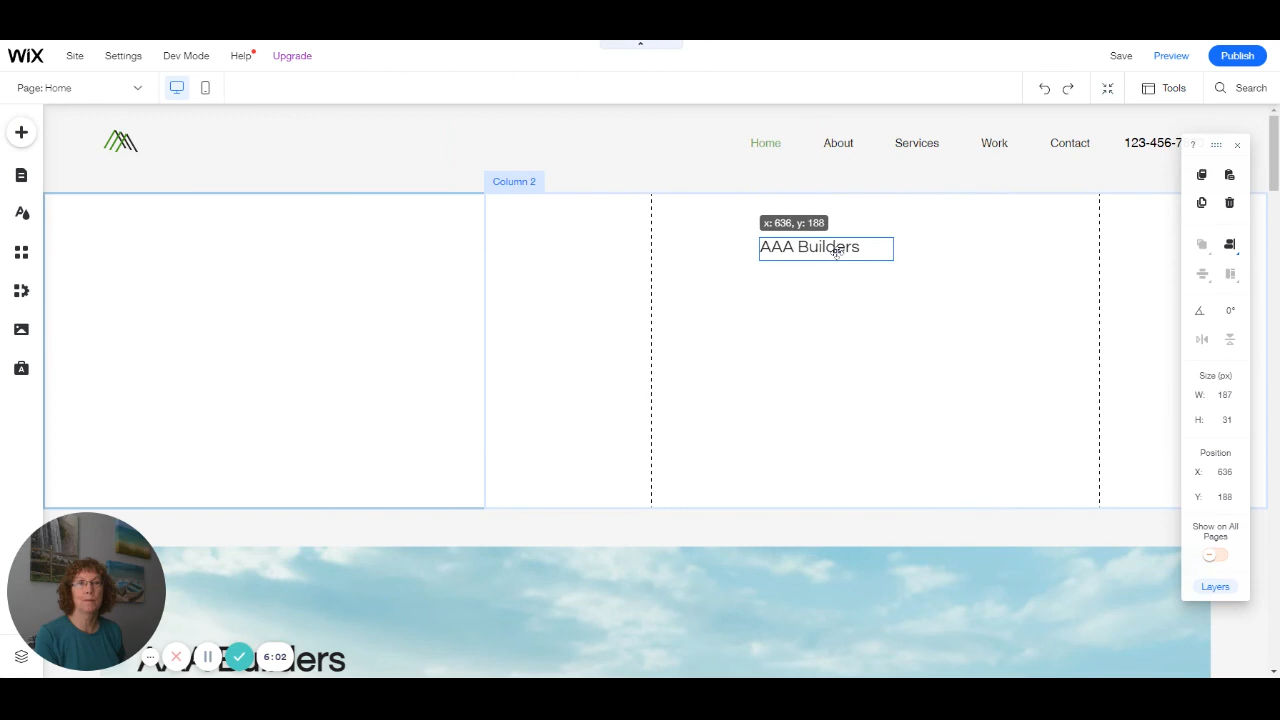 WiX Site Settings Dev Mode Help Upgrade Save Preview Publish
Page: Home Tools Search
Home About Services Work Contact 123-456-7
?
Column 2
x: 636, y: 188
AAA Builders
0°
Size (px)
W: 187
H: 31
Position
X: 636
Y: 188
Show on All
Pages
Layers
AAA Builders
6:02